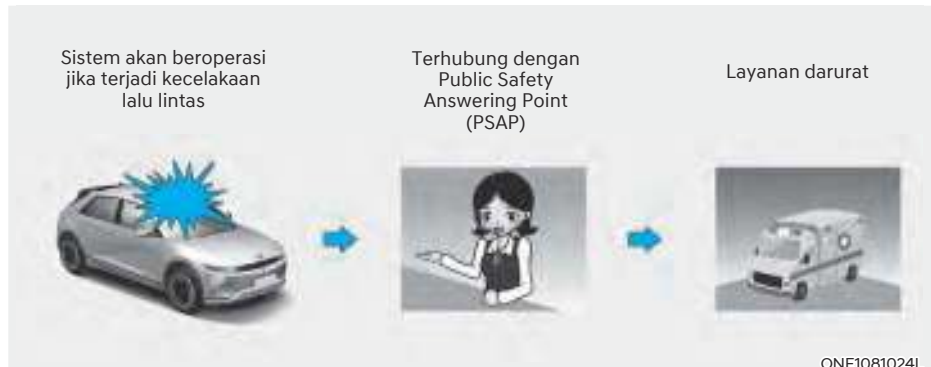 Sistem akan beroperasi
jika terjadi kecelakaan
lalu lintas
Terhubung dengan
Public Safety
Answering Point
(PSAP)
Layanan darurat
ONE1081024L